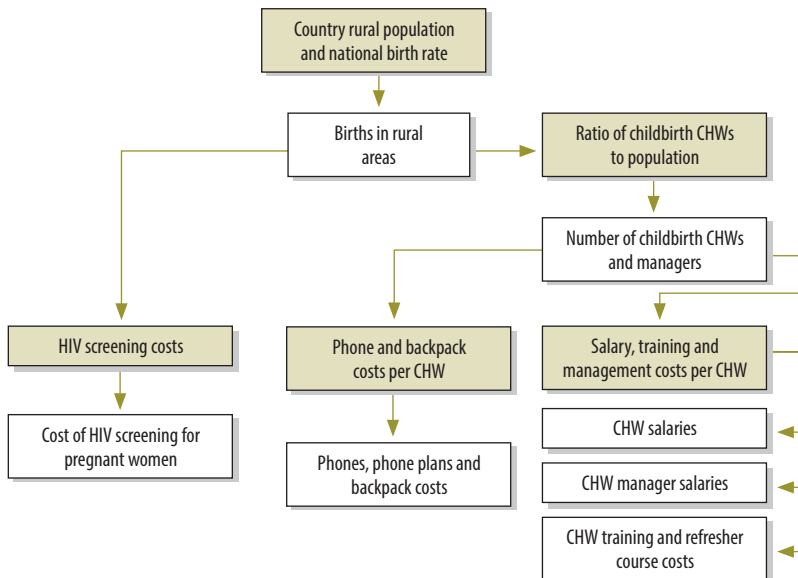 Country rural population
and national birth rate
Births in rural
areas
Ratio of childbirth CHWs
to population
Number of childbirth CHWs
and managers
HIV screening costs
Phone and backpack
costs per CHW
Salary, training and
management costs per CHW
Cost of HIV screening for
pregnant women
Phones, phone plans and
backpack costs
CHW salaries
CHW manager salaries
CHW training and refresher
course costs